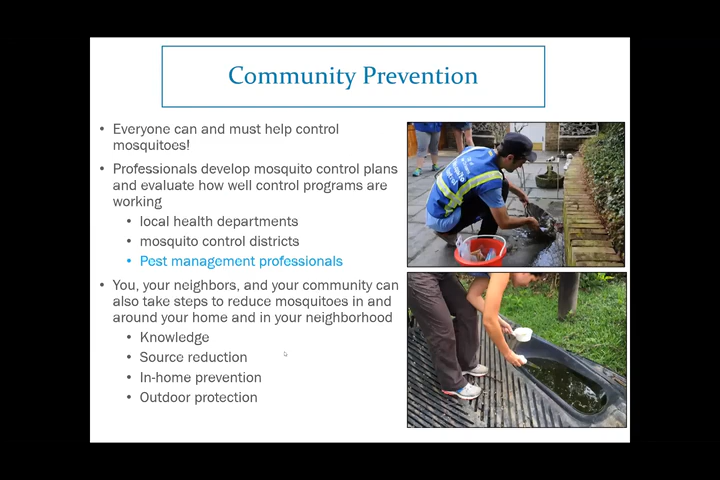 Community Prevention
• Everyone can and must help control
mosquitoes!
• Professionals develop mosquito control plans
and evaluate how well control programs are
working
• local health departments
• mosquito control districts
• Pest management professionals
• You, your neighbors, and your community can
also take steps to reduce mosquitoes in and
around your home and in your neighborhood
• Knowledge
• Source reduction
• In-home prevention
• Outdoor protection